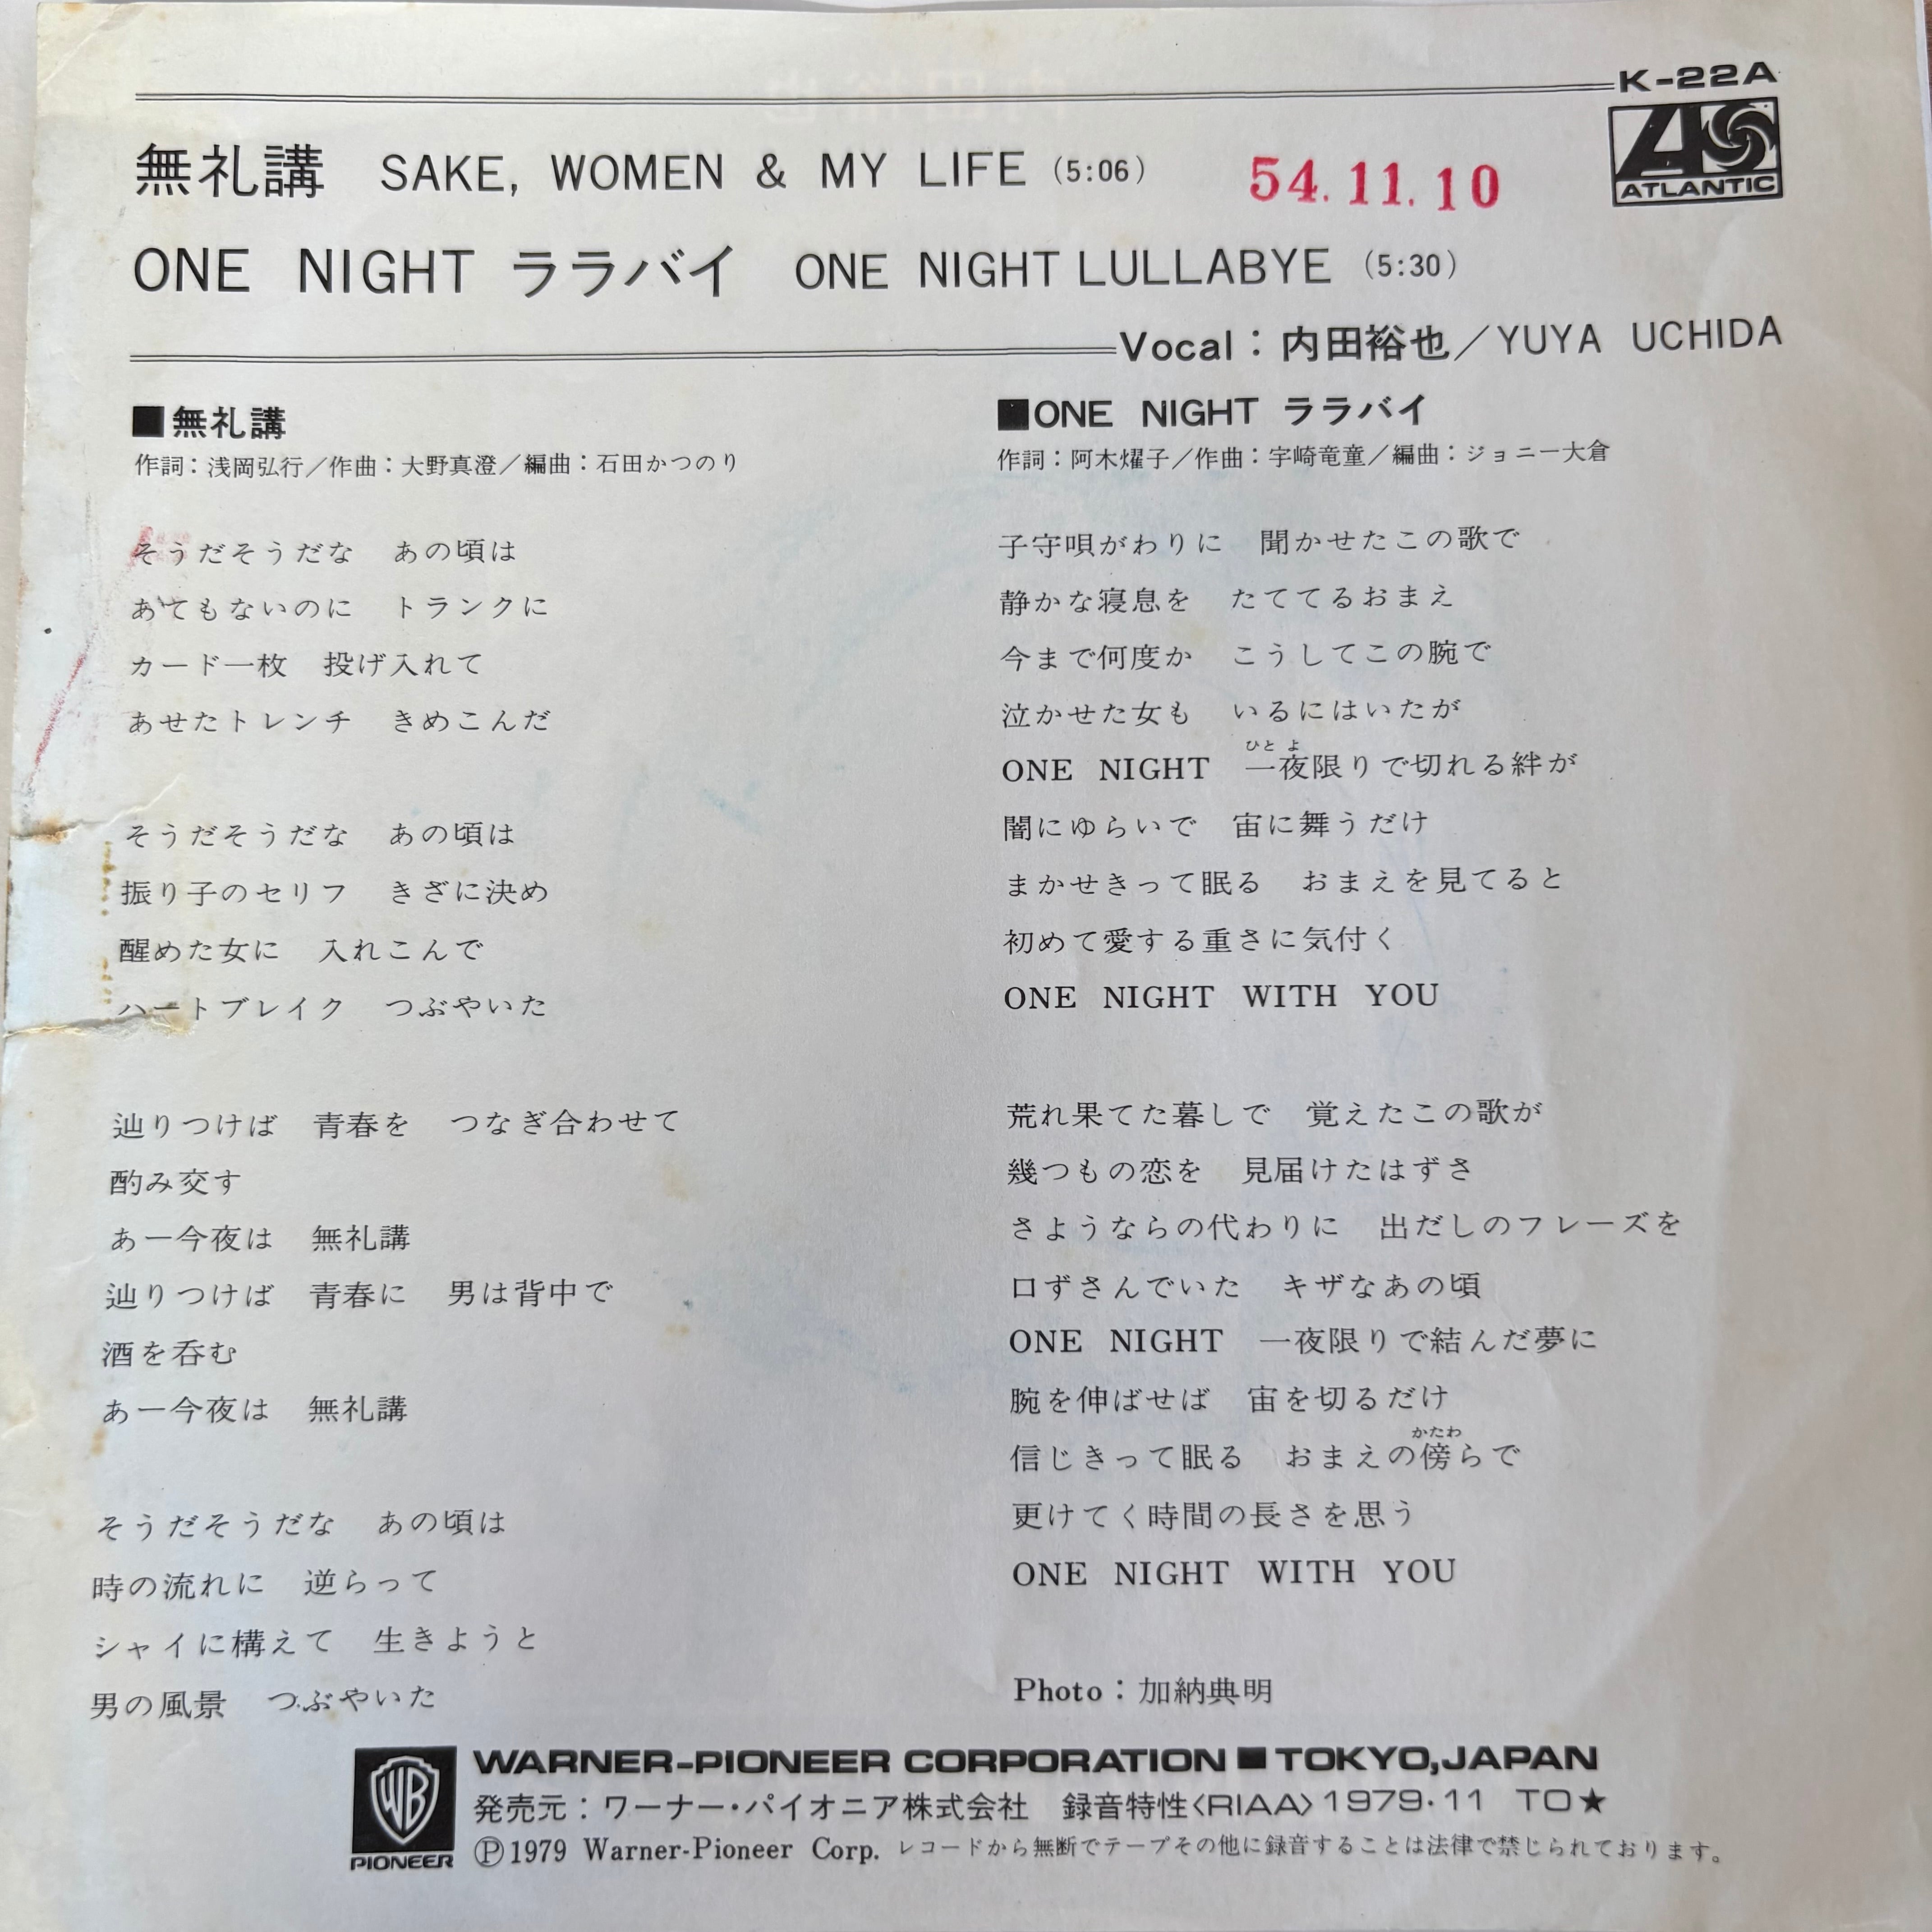 K-22A
ATLANTIC
無礼講 SAKE, WOMEN & MY LIFE (5:06)
54.11.10
ONE NIGHT ララバイ ONE NIGHT LULLABYE (5:30)
Vocal：内田裕也／YUYA UCHIDA
■無礼講
作詞：浅岡弘行／作曲：大野真澄／編曲：石田かつのり
そうだそうだな あの頃は
あてもないのに トランクに
カード一枚 投げ入れて
あせたトレンチ きめこんだ
そうだそうだな あの頃は
振り子のセリフ きざに決め
醒めた女に 入れこんで
ハートブレイク つぶやいた
辿りつけば 青春を つなぎ合わせて
酌み交す
あー今夜は 無礼講
辿りつけば 青春に 男は背中で
酒を呑む
あー今夜は 無礼講
そうだそうだな あの頃は
時の流れに 逆らって
シャイに構えて 生きようと
男の風景 つぶやいた
■ONE NIGHT ララバイ
作詞：阿木燿子／作曲：宇崎竜童／編曲：ジョニー大倉
子守唄がわりに 聞かせたこの歌で
静かな寝息を たててるおまえ
今まで何度か こうしてこの腕で
泣かせた女も いるにはいたが
ひと よ
ONE NIGHT 一夜限りで切れる絆が
闇にゆらいで 宙に舞うだけ
まかせきって眠る おまえを見てると
初めて愛する重さに気付く
ONE NIGHT WITH YOU
荒れ果てた暮しで 覚えたこの歌が
幾つもの恋を 見届けたはずさ
さようならの代わりに 出だしのフレーズを
口ずさんでいた キザなあの頃
ONE NIGHT 一夜限りで結んだ夢に
腕を伸ばせば 宙を切るだけ
かたわ
信じきって眠る おまえの傍らで
更けてく時間の長さを思う
ONE NIGHT WITH YOU
Photo：加納典明
WB
PIONEER
WARNER-PIONEER CORPORATION ■ TOKYO, JAPAN
発売元：ワーナー・パイオニア株式会社 録音特性〈RIAA〉1979・11 TO★
Ⓟ1979 Warner-Pioneer Corp. レコードから無断でテープその他に録音することは法律で禁じられております。